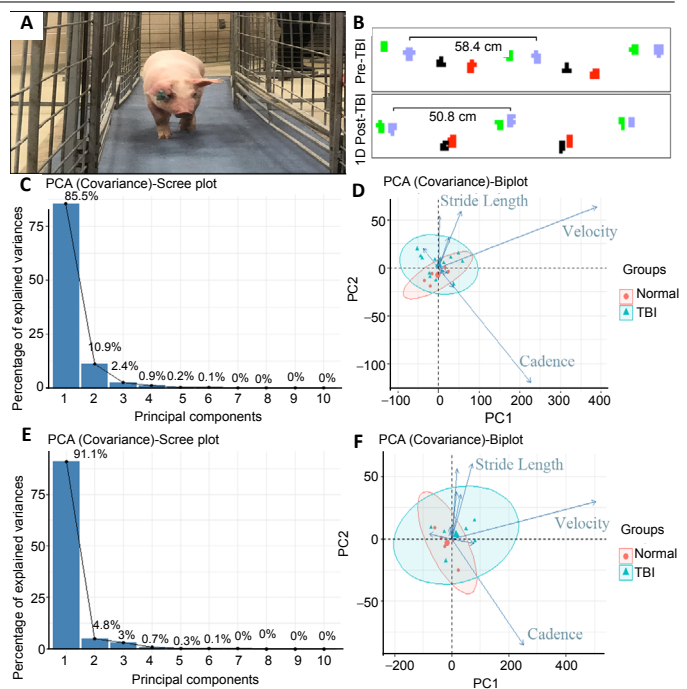 A
B
Pre-TBI
58.4 cm
1D Post-TBI
50.8 cm
C
PCA (Covariance)-Scree plot
Percentage of explained variances
75
50
25
0
85.5%
10.9%
2.4%
0.9% 0.2% 0.1% 0% 0% 0% 0%
1 2 3 4 5 6 7 8 9 10
Principal components
D
PCA (Covariance)-Biplot
PC2
50
0
−50
−100
Stride Length
Velocity
Cadence
−100 0 100 200 300 400
PC1
Groups
Normal
TBI
E
PCA (Covariance)-Scree plot
Percentage of explained variances
75
50
25
0
91.1%
4.8%
3% 0.7% 0.3% 0.1% 0% 0% 0% 0%
1 2 3 4 5 6 7 8 9 10
Principal components
F
PCA (Covariance)-Biplot
PC2
50
0
−50
Stride Length
Velocity
Cadence
−200 0 200 400
PC1
Groups
Normal
TBI